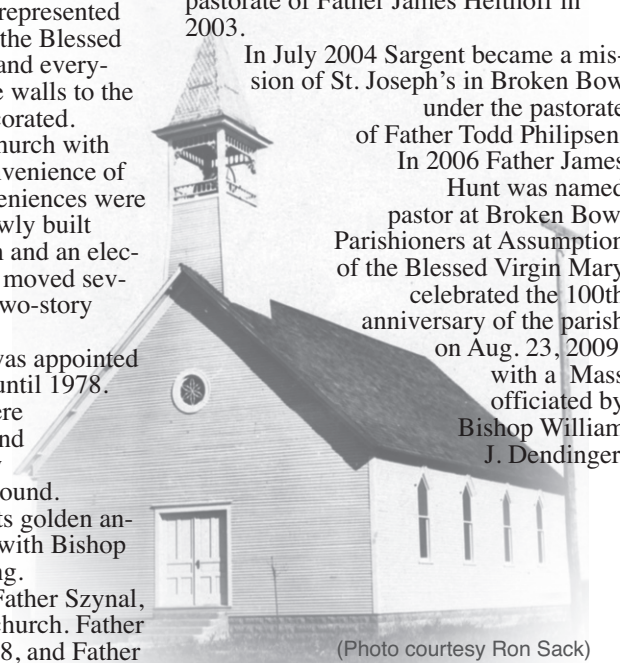 represented
the Blessed
and every-
walls to the
corated.
hurch with
venience of
eniences were
wly built
and an elec-
moved sev-
wo-story
was appointed
until 1978.
ere
nd
ound.
ts golden an-
with Bishop
ng.
Father Szynal,
church. Father
8, and Father
pastorate of Father James Heithoff in
2003.
In July 2004 Sargent became a mis-
sion of St. Joseph's in Broken Bow
under the pastorate
of Father Todd Philipsen
In 2006 Father James
Hunt was named
pastor at Broken Bow
Parishioners at Assumption
of the Blessed Virgin Mary
celebrated the 100th
anniversary of the parish
on Aug. 23, 2009
with a Mass
officiated by
Bishop William
J. Dendinger
(Photo courtesy Ron Sack)